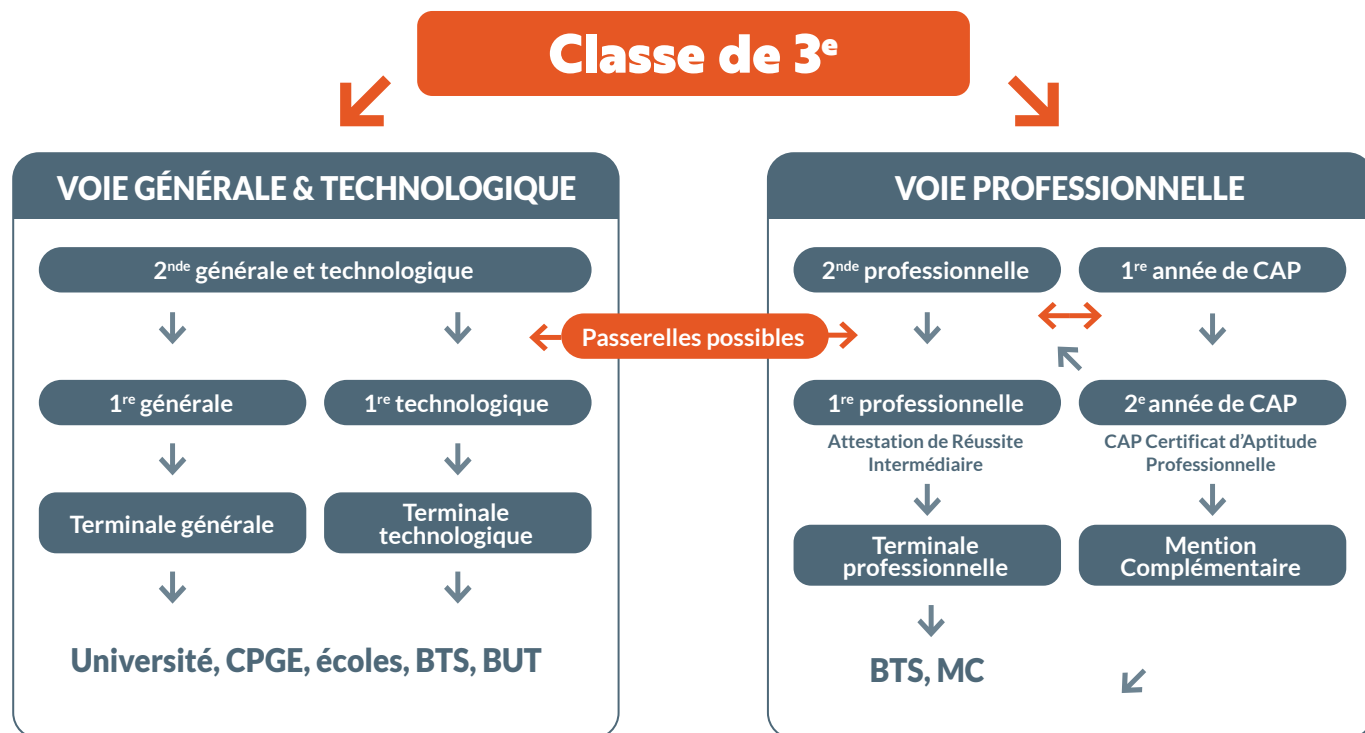 Classe de 3e
VOIE GÉNÉRALE & TECHNOLOGIQUE
2nde générale et technologique
1re générale
1re technologique
Terminale générale
Terminale
technologique
Université, CPGE, écoles, BTS, BUT
Passerelles possibles
VOIE PROFESSIONNELLE
2nde professionnelle
1re année de CAP
1re professionnelle
Attestation de Réussite
Intermédiaire
2e année de CAP
CAP Certificat d’Aptitude
Professionnelle
Terminale
professionnelle
Mention
Complémentaire
BTS, MC